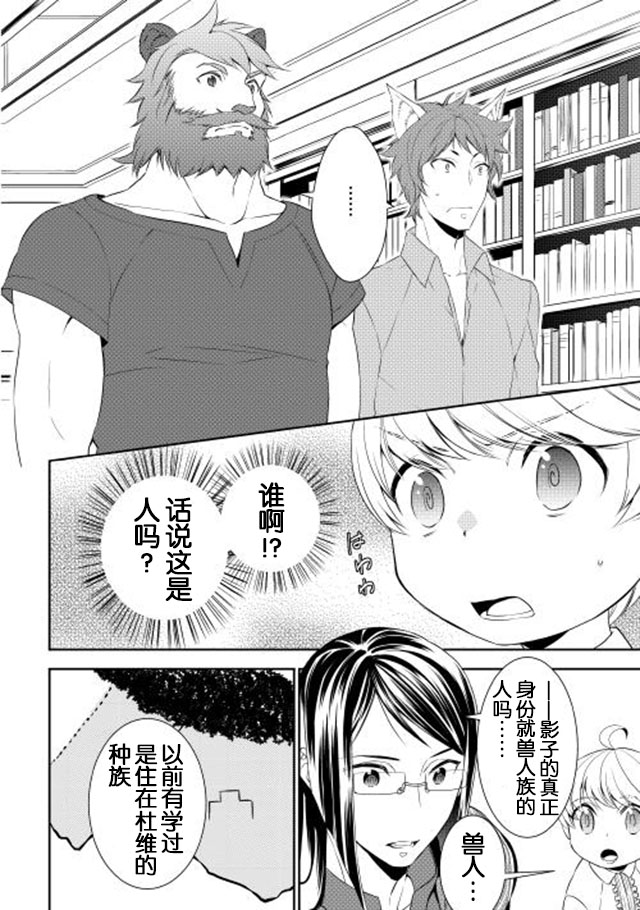 ……
谁啊!?
话说这是
人吗?
はわわ
——影子的真正
身份就兽人族的
人吗……
兽人…
以前有学过
是住在杜维的
种族